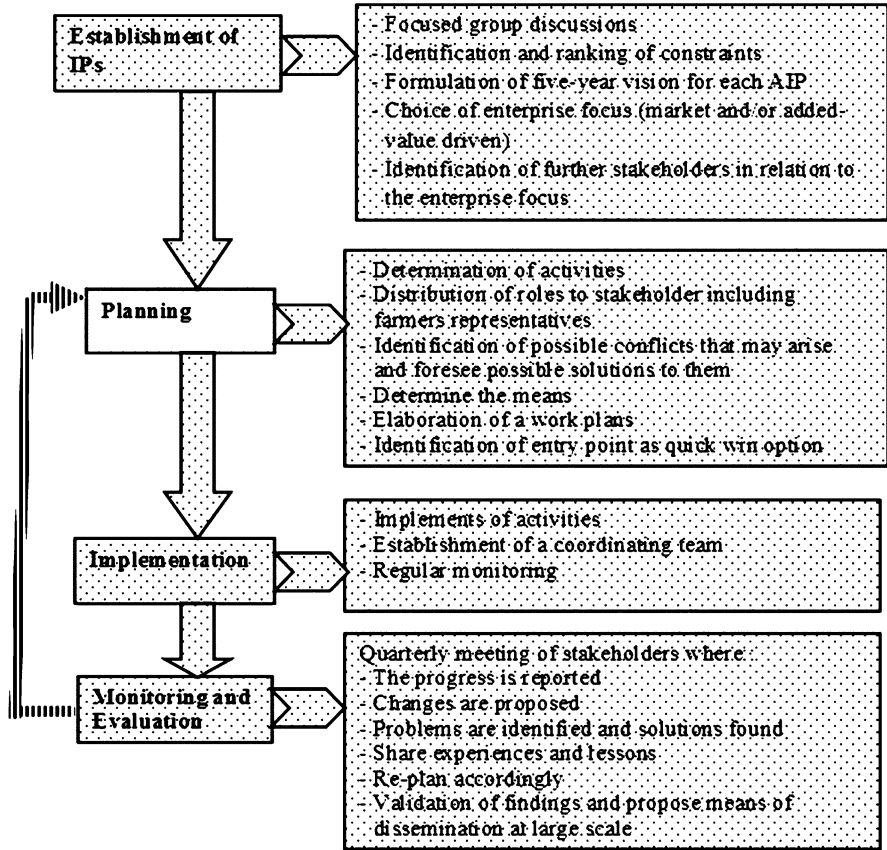 Establishment of
IPs
- Focused group discussions
- Identification and ranking of constraints
- Formulation of five-year vision for each AIP
- Choice of enterprise focus (market and or added-
value driven)
- Identification of further stakeholders in relation to
the enterprise focus
Planning
- Determination of activities
- Distribution of roles to stakeholder including
farmers representatives
- Identification of possible conflicts that may arise
and foresee possible solutions to them
- Determine the means
- Elaboration of a work plans
- Identification of entry point as quick win option
Implementation
- Implements of activities
- Establishment of a coordinating team
- Regular monitoring
Monitoring and
Evaluation
Quarterly meeting of stakeholders where:
- The progress is reported
- Changes are proposed
- Problems are identified and solutions found
- Share experiences and lessons
- Re-plan accordingly
- Validation of findings and propose means of
dissemination at large scale